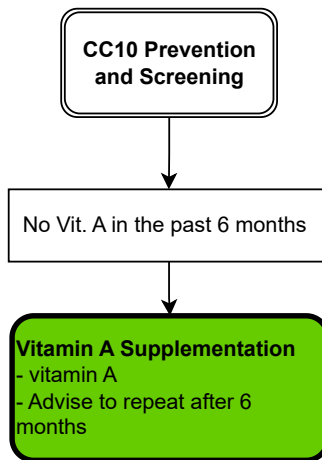 CC10 Prevention
and Screening
No Vit. A in the past 6 months
Vitamin A Supplementation
- vitamin A
- Advise to repeat after 6
months